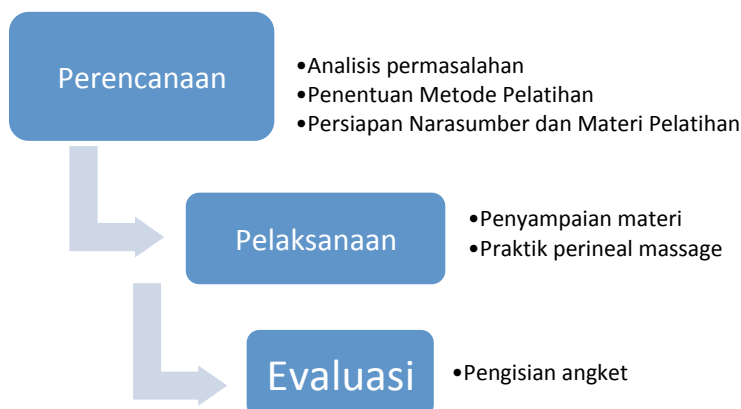 Perencanaan
•Analisis permasalahan
•Penentuan Metode Pelatihan
•Persiapan Narasumber dan Materi Pelatihan
Pelaksanaan
•Penyampaian materi
•Praktik perineal massage
Evaluasi
•Pengisian angket